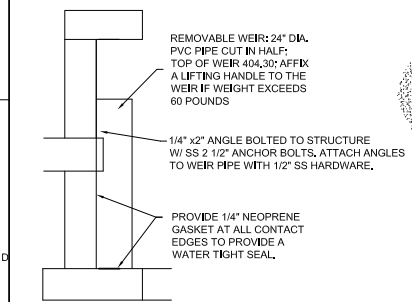 REMOVABLE WEIR: 24" DIA.
PVC PIPE CUT IN HALF;
TOP OF WEIR 404.30; AFFIX
A LIFTING HANDLE TO THE
WEIR IF WEIGHT EXCEEDS
60 POUNDS
1/4" x2" ANGLE BOLTED TO STRUCTURE
W/ SS 2 1/2" ANCHOR BOLTS. ATTACH ANGLES
TO WEIR PIPE WITH 1/2" SS HARDWARE.
PROVIDE 1/4" NEOPRENE
GASKET AT ALL CONTACT
EDGES TO PROVIDE A
WATER TIGHT SEAL.
D